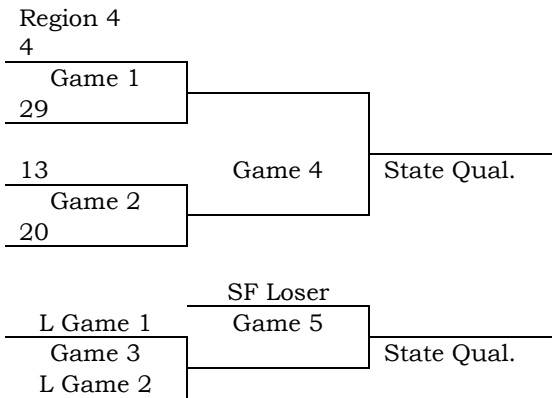 Region 4
4
Game 1
29
13
Game 4
State Qual.
Game 2
20
SF Loser
L Game 1
Game 5
Game 3
State Qual.
L Game 2